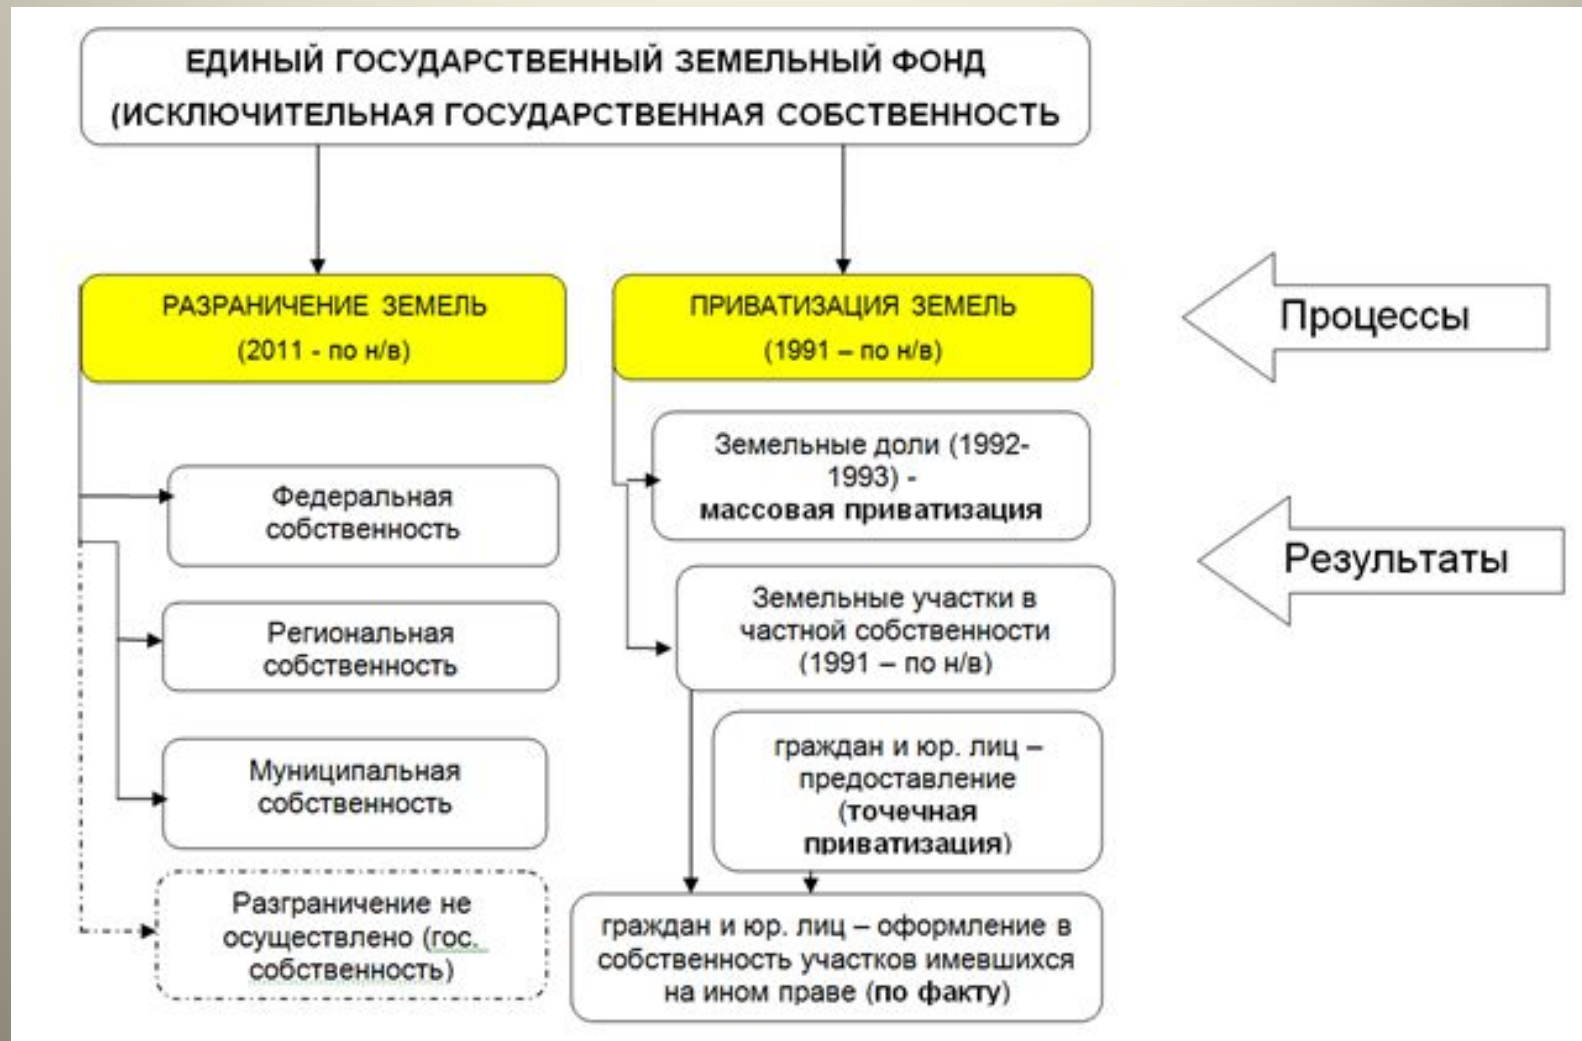 ЕДИНЫЙ ГОСУДАРСТВЕННЫЙ ЗЕМЕЛЬНЫЙ ФОНД
(ИСКЛЮЧИТЕЛЬНАЯ ГОСУДАРСТВЕННАЯ СОБСТВЕННОСТЬ
РАЗРАНИЧЕНИЕ ЗЕМЕЛЬ
(2011 - по н/в)
Федеральная
собственность
Региональная
собственность
Муниципальная
собственность
Разграничение не
осуществлено (гос.
собственность)
ПРИВАТИЗАЦИЯ ЗЕМЕЛЬ
(1991 – по н/в)
Земельные доли (1992-
1993) -
массовая приватизация
Земельные участки в
частной собственности
(1991 – по н/в)
граждан и юр. лиц –
предоставление
(точечная
приватизация)
граждан и юр. лиц – оформление в
собственность участков имевшихся
на ином праве (по факту)
Процессы
Результаты